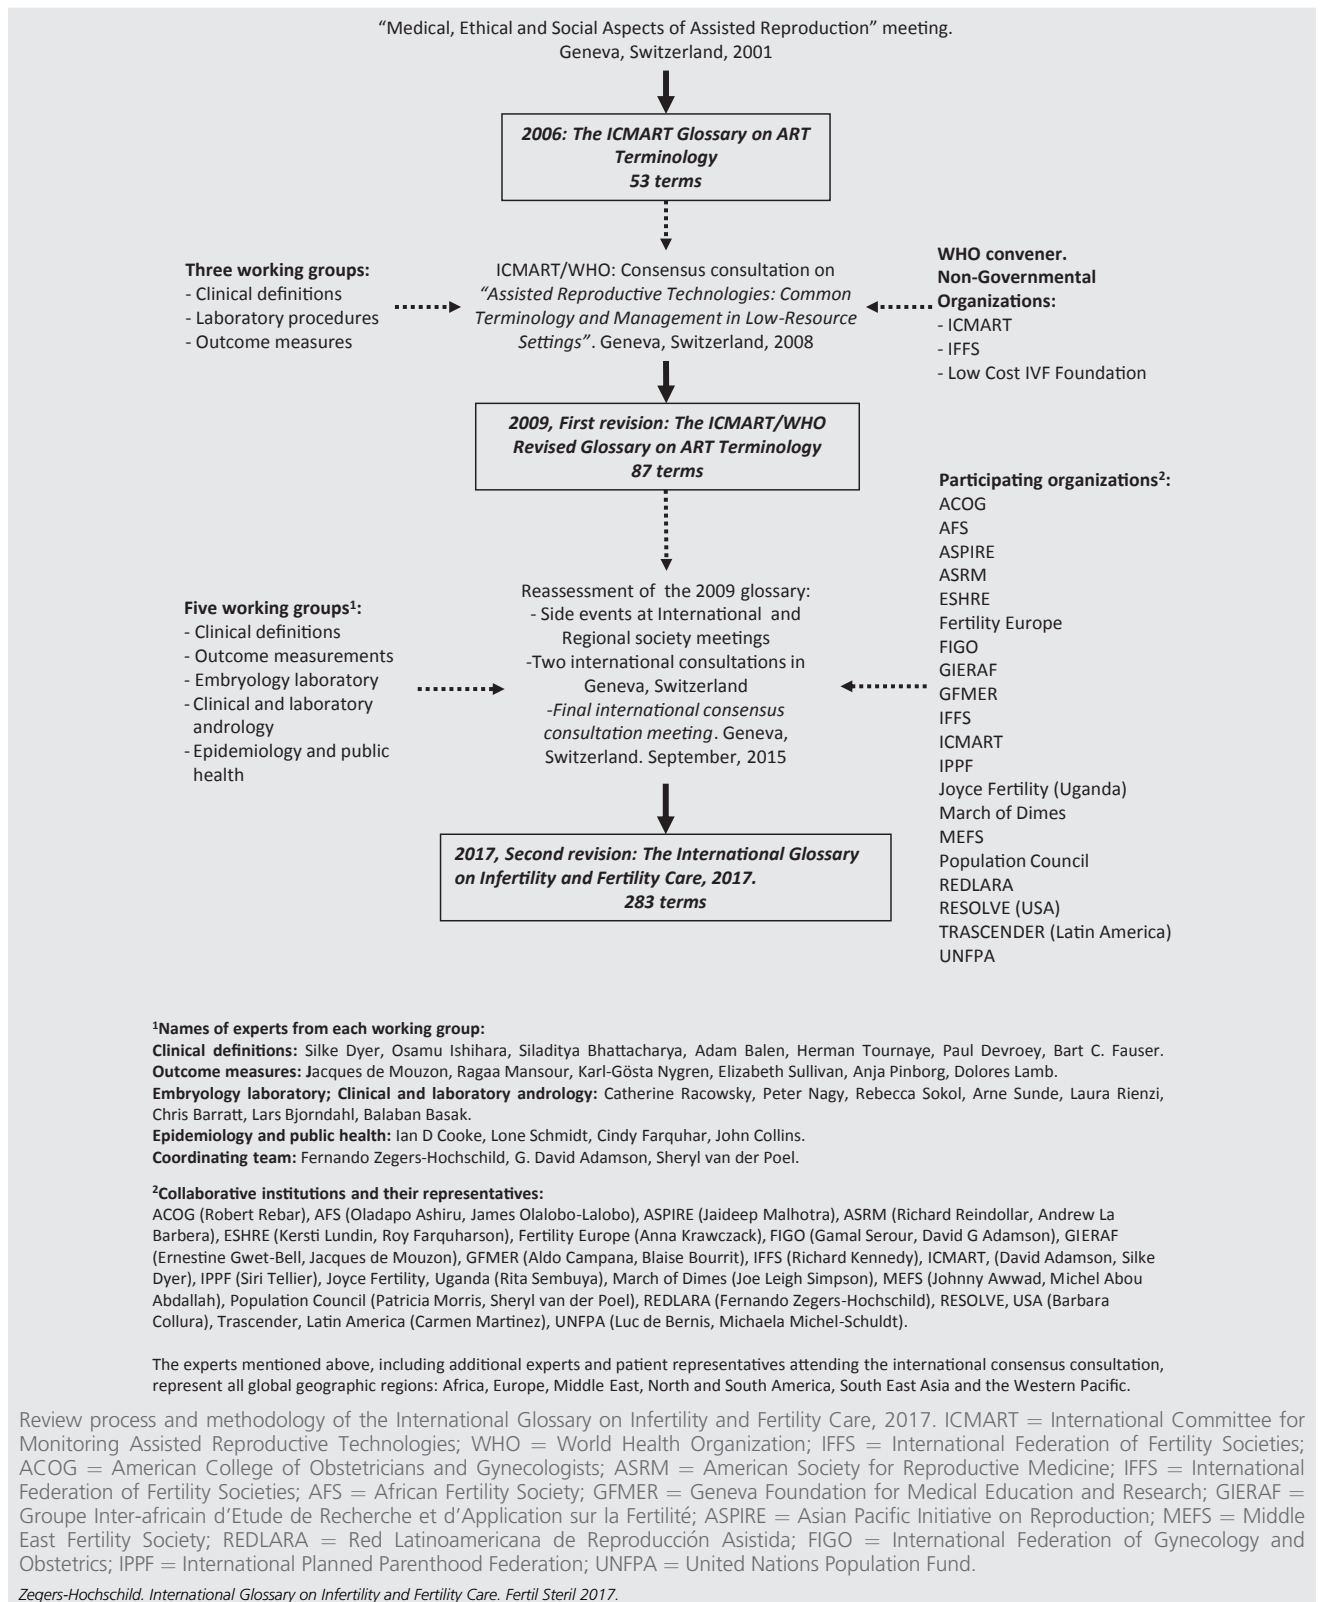 “Medical, Ethical and Social Aspects of Assisted Reproduction” meeting.
Geneva, Switzerland, 2001
2006: The ICMART Glossary on ART
Terminology
53 terms
Three working groups:
- Clinical definitions
- Laboratory procedures
- Outcome measures
ICMART/WHO: Consensus consultation on
“Assisted Reproductive Technologies: Common
Terminology and Management in Low-Resource
Settings”. Geneva, Switzerland, 2008
WHO convener.
Non-Governmental
Organizations:
- ICMART
- IFFS
- Low Cost IVF Foundation
2009, First revision: The ICMART/WHO
Revised Glossary on ART Terminology
87 terms
Five working groups¹:
- Clinical definitions
- Outcome measurements
- Embryology laboratory
- Clinical and laboratory
andrology
- Epidemiology and public
health
Reassessment of the 2009 glossary:
- Side events at International and
Regional society meetings
-Two international consultations in
Geneva, Switzerland
-Final international consensus
consultation meeting. Geneva,
Switzerland. September, 2015
Participating organizations²:
ACOG
AFS
ASPIRE
ASRM
ESHRE
Fertility Europe
FIGO
GIERAF
GFMER
IFFS
ICMART
IPPF
Joyce Fertility (Uganda)
March of Dimes
MEFS
Population Council
REDLARA
RESOLVE (USA)
TRASCENDER (Latin America)
UNFPA
2017, Second revision: The International Glossary
on Infertility and Fertility Care, 2017.
283 terms
¹Names of experts from each working group:
Clinical definitions: Silke Dyer, Osamu Ishihara, Siladitya Bhattacharya, Adam Balen, Herman Tournaye, Paul Devroey, Bart C. Fauser.
Outcome measures: Jacques de Mouzon, Ragaa Mansour, Karl-Gösta Nygren, Elizabeth Sullivan, Anja Pinborg, Dolores Lamb.
Embryology laboratory; Clinical and laboratory andrology: Catherine Racowsky, Peter Nagy, Rebecca Sokol, Arne Sunde, Laura Rienzi,
Chris Barratt, Lars Bjorndahl, Balaban Basak.
Epidemiology and public health: Ian D Cooke, Lone Schmidt, Cindy Farquhar, John Collins.
Coordinating team: Fernando Zegers-Hochschild, G. David Adamson, Sheryl van der Poel.
²Collaborative institutions and their representatives:
ACOG (Robert Rebar), AFS (Oladapo Ashiru, James Olalobo-Lalobo), ASPIRE (Jaideep Malhotra), ASRM (Richard Reindollar, Andrew La
Barbera), ESHRE (Kersti Lundin, Roy Farquharson), Fertility Europe (Anna Krawczack), FIGO (Gamal Serour, David G Adamson), GIERAF
(Ernestine Gwet-Bell, Jacques de Mouzon), GFMER (Aldo Campana, Blaise Bourrit), IFFS (Richard Kennedy), ICMART, (David Adamson, Silke
Dyer), IPPF (Siri Tellier), Joyce Fertility, Uganda (Rita Sembuya), March of Dimes (Joe Leigh Simpson), MEFS (Johnny Awwad, Michel Abou
Abdallah), Population Council (Patricia Morris, Sheryl van der Poel), REDLARA (Fernando Zegers-Hochschild), RESOLVE, USA (Barbara
Collura), Trascender, Latin America (Carmen Martinez), UNFPA (Luc de Bernis, Michaela Michel-Schuldt).
The experts mentioned above, including additional experts and patient representatives attending the international consensus consultation,
represent all global geographic regions: Africa, Europe, Middle East, North and South America, South East Asia and the Western Pacific.
Review process and methodology of the International Glossary on Infertility and Fertility Care, 2017. ICMART = International Committee for
Monitoring Assisted Reproductive Technologies; WHO = World Health Organization; IFFS = International Federation of Fertility Societies;
ACOG = American College of Obstetricians and Gynecologists; ASRM = American Society for Reproductive Medicine; IFFS = International
Federation of Fertility Societies; AFS = African Fertility Society; GFMER = Geneva Foundation for Medical Education and Research; GIERAF =
Groupe Inter-africain d’Etude de Recherche et d’Application sur la Fertilité; ASPIRE = Asian Pacific Initiative on Reproduction; MEFS = Middle
East Fertility Society; REDLARA = Red Latinoamericana de Reproducción Asistida; FIGO = International Federation of Gynecology and
Obstetrics; IPPF = International Planned Parenthood Federation; UNFPA = United Nations Population Fund.
Zegers-Hochschild. International Glossary on Infertility and Fertility Care. Fertil Steril 2017.